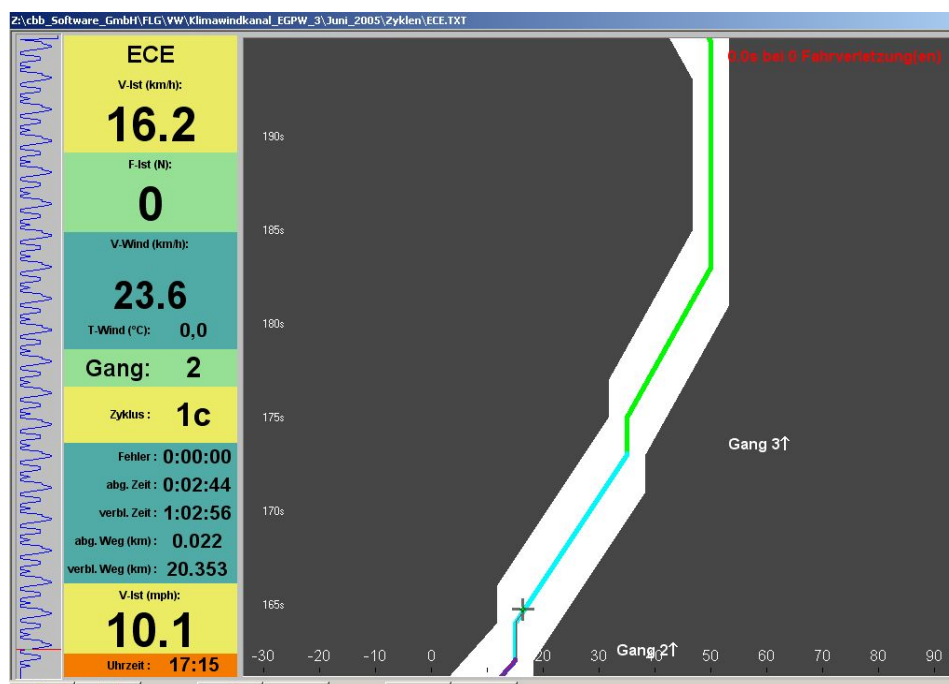 Z:\cbb_Software_GmbH\FLG\VW\Klimawindkanal_EGPW_3\Juni_2005\Zyklen\ECE.TXT
ECE
V-Ist (km/h):
16.2
F-Ist (N):
0
V-Wind (km/h):
23.6
T-Wind (°C): 0,0
Gang: 2
Zyklus : 1c
Fehler : 0:00:00
abg. Zeit : 0:02:44
verbl. Zeit : 1:02:56
abg. Weg (km) : 0.022
verbl. Weg (km) : 20.353
V-Ist (mph):
10.1
Uhrzeit : 17:15
0.0s bei 0 Fahrverletzung(en)
190s
185s
180s
175s
Gang 3↑
170s
165s
Gang 2↑
-30 -20 -10 0 10 20 30 40 50 60 70 80 90